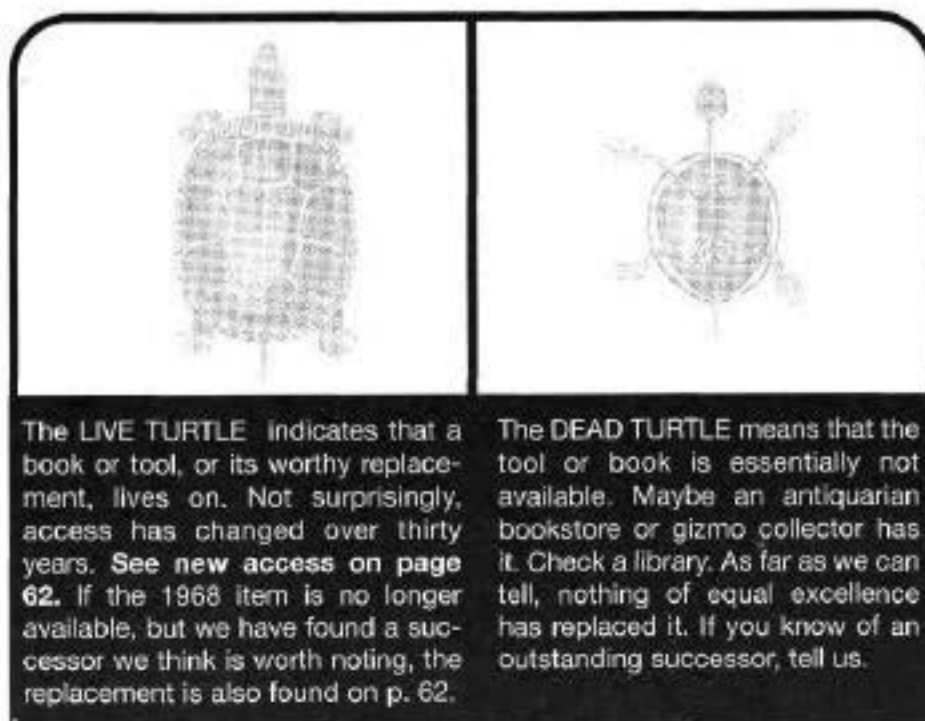 The LIVE TURTLE indicates that a
book or tool, or its worthy replace-
ment, lives on. Not surprisingly,
access has changed over thirty
years. See new access on page
62. If the 1968 item is no longer
available, but we have found a suc-
cessor we think is worth noting, the
replacement is also found on p. 62.
The DEAD TURTLE means that the
tool or book is essentially not
available. Maybe an antiquarian
bookstore or gizmo collector has
it. Check a library. As far as we can
tell, nothing of equal excellence
has replaced it. If you know of an
outstanding successor, tell us.